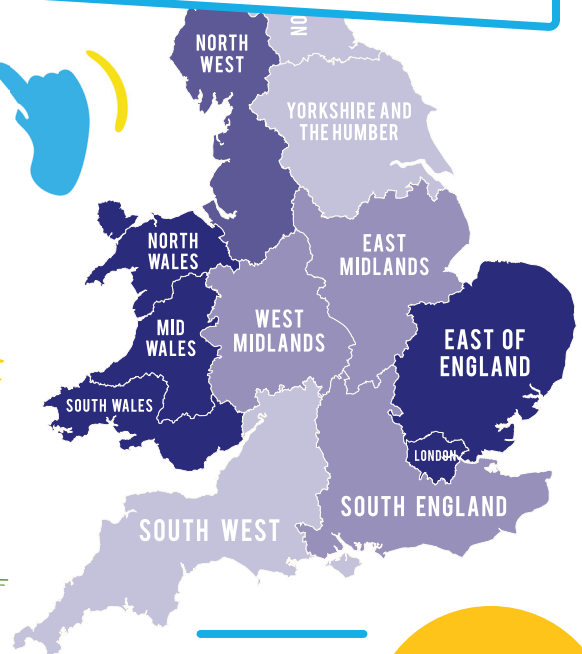 NO
NORTH
WEST
YORKSHIRE AND
THE HUMBER
NORTH
WALES
EAST
MIDLANDS
MID
WALES
WEST
MIDLANDS
EAST OF
ENGLAND
SOUTH WALES
LONDON
SOUTH ENGLAND
SOUTH WEST